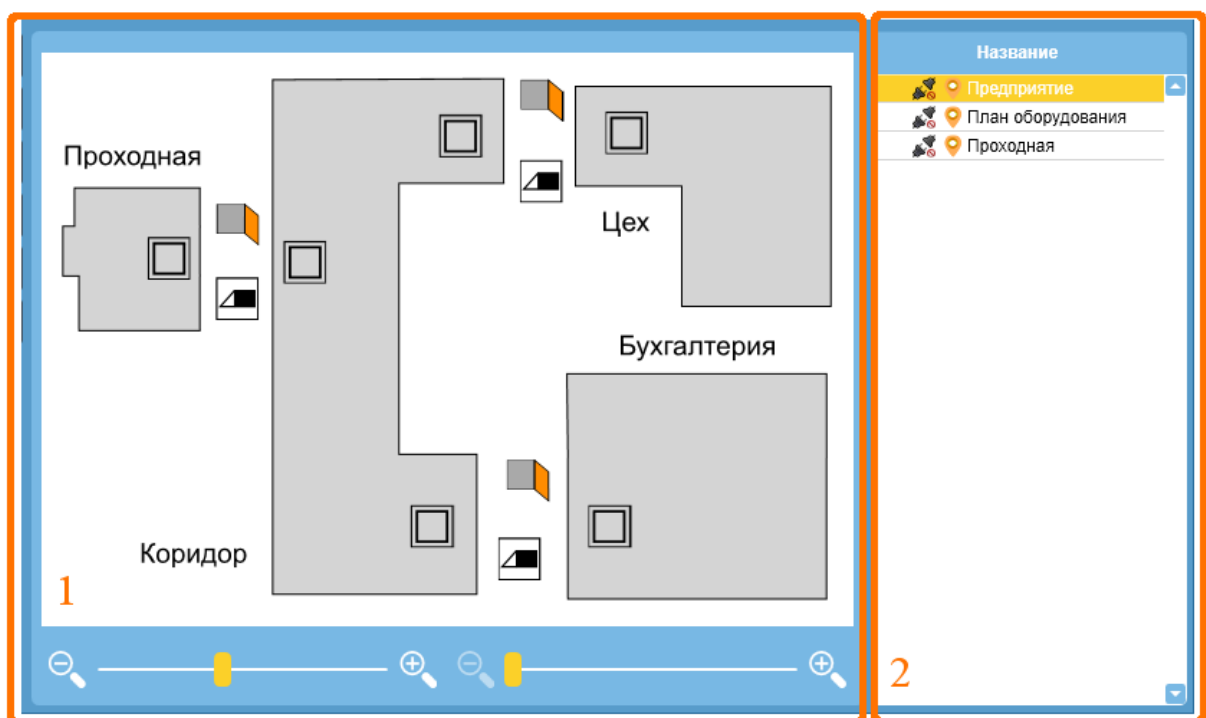 Проходная
Цех
Бухгалтерия
Коридор
1
Название
Предприятие
План оборудования
Проходная
2